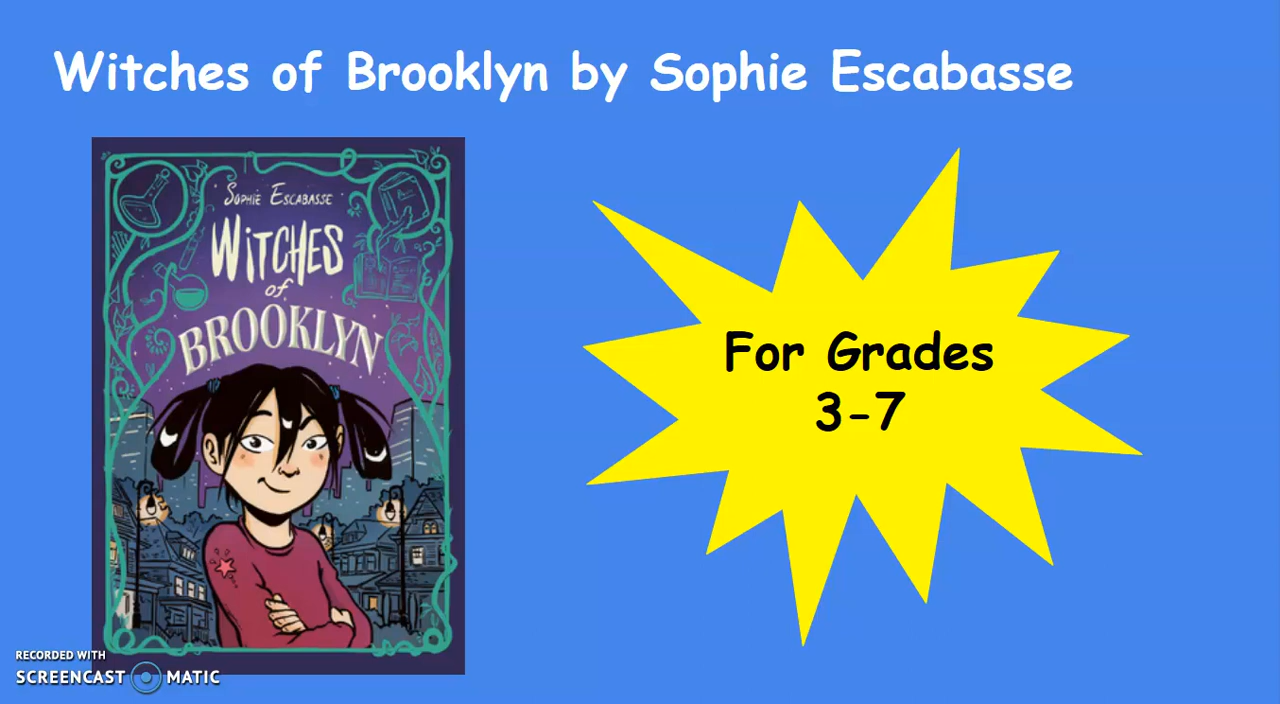 Witches of Brooklyn by Sophie Escabasse
SOPHIE ESCABASSE
WITCHES
of
BROOKLYN
For Grades
3-7
RECORDED WITH
SCREENCAST MATIC